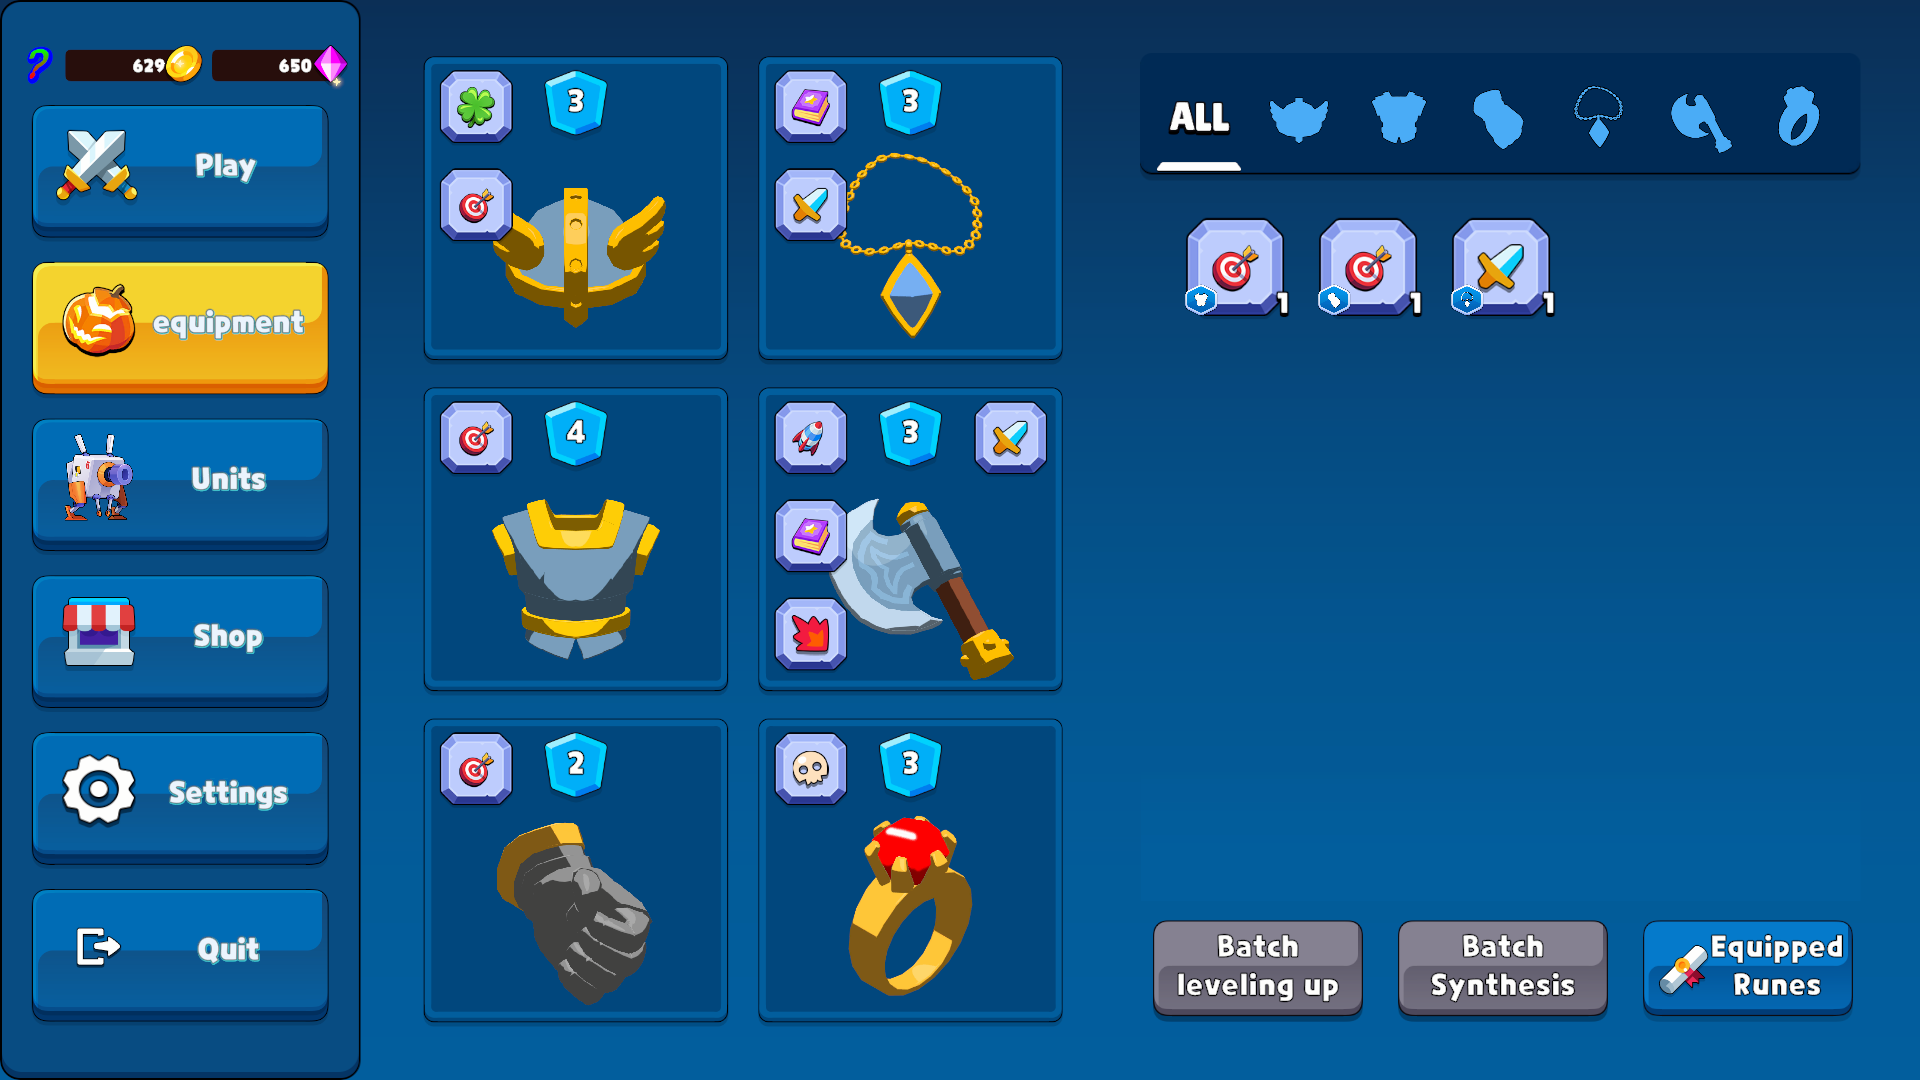 629
650
Play
equipment
Units
Shop
Settings
Quit
3
3
4
3
2
3
ALL
1
1
1
Batch
leveling up
Batch
Synthesis
Equipped
Runes